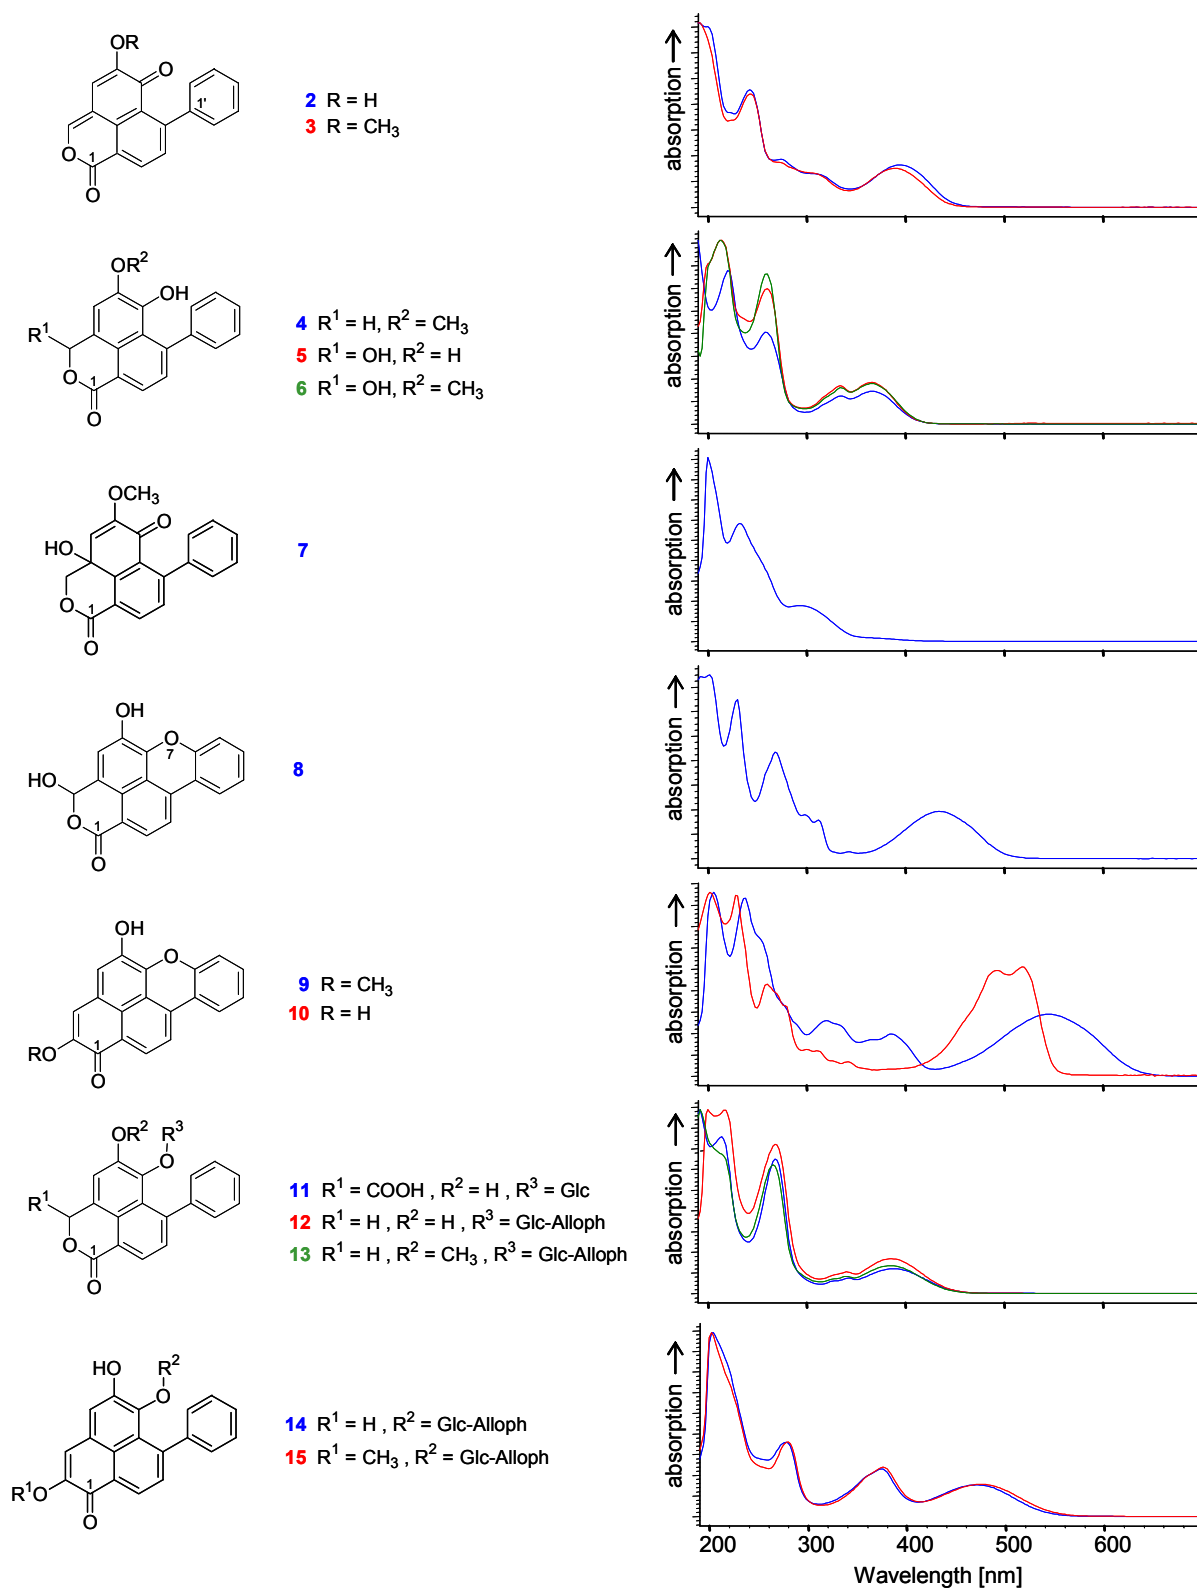 OR
O
1'
O
1
O
2 R = H
3 R = CH3
absorption
OR2
OH
R1
O
1
O
4 R1 = H, R2 = CH3
5 R1 = OH, R2 = H
6 R1 = OH, R2 = CH3
absorption
OCH3
O
HO
O
1
O
7
absorption
OH
O
7
HO
O
1
O
8
absorption
OH
O
RO
1
O
9 R = CH3
10 R = H
absorption
OR2
R3
O
R1
O
1
O
11 R1 = COOH , R2 = H , R3 = Glc
12 R1 = H , R2 = H , R3 = Glc-Alloph
13 R1 = H , R2 = CH3 , R3 = Glc-Alloph
absorption
HO
R2
O
R1O
1
O
14 R1 = H , R2 = Glc-Alloph
15 R1 = CH3 , R2 = Glc-Alloph
absorption
200 300 400 500 600
Wavelength [nm]